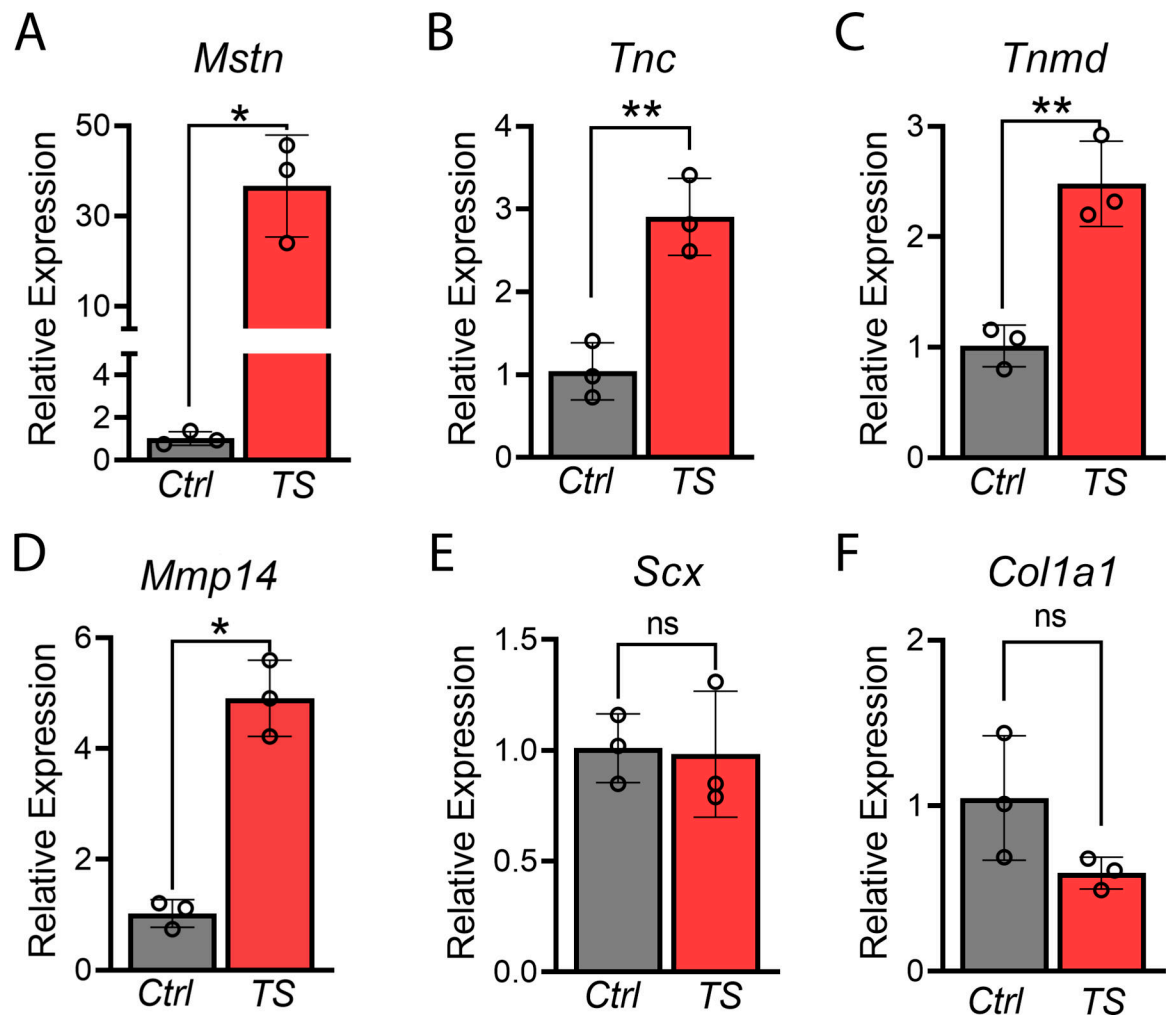 A
Mstn
Relative Expression
50
30
10
4
2
0
*
Ctrl
TS
B
Tnc
Relative Expression
4
3
2
1
0
**
Ctrl
TS
C
Tnmd
Relative Expression
3
2
1
0
**
Ctrl
TS
D
Mmp14
Relative Expression
6
4
2
0
*
Ctrl
TS
E
Scx
Relative Expression
1.5
1.0
0.5
0.0
ns
Ctrl
TS
F
Col1a1
Relative Expression
2
1
0
ns
Ctrl
TS